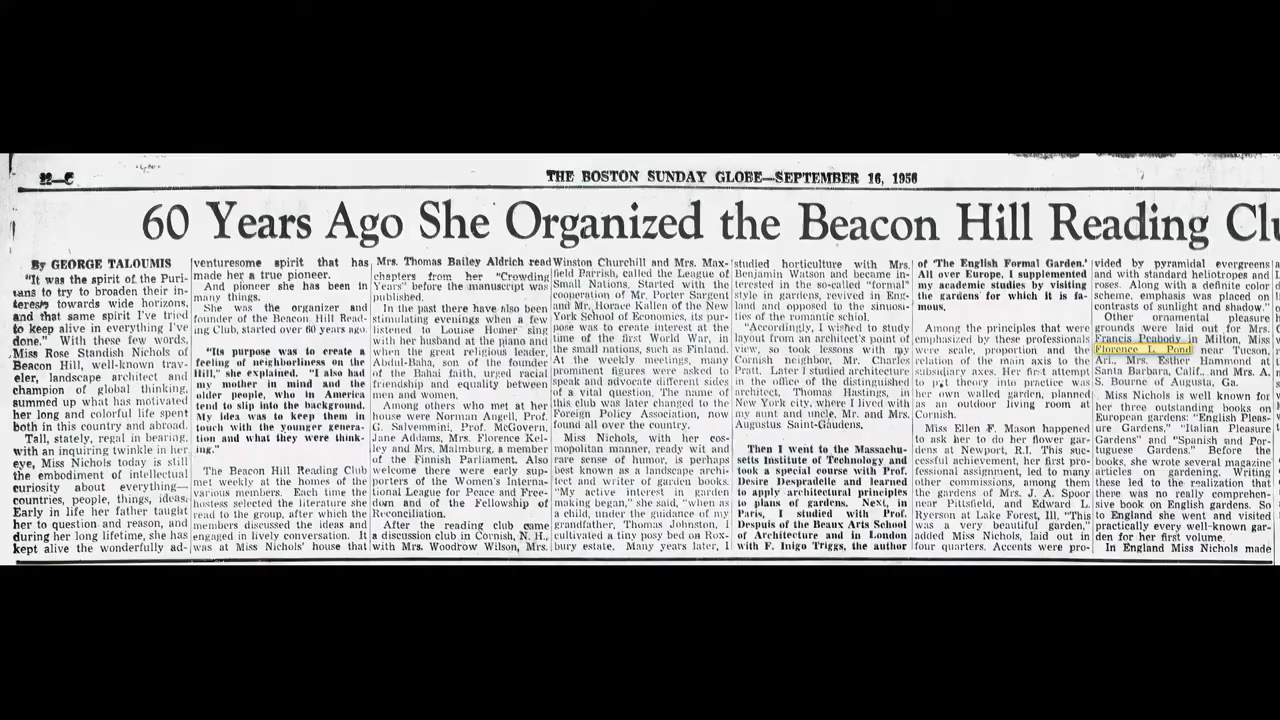 22—C
THE BOSTON SUNDAY GLOBE—SEPTEMBER 16, 1956
60 Years Ago She Organized the Beacon Hill Reading Clu
By GEORGE TALOUMIS
"It was the spirit of the Puri-
tans to try to broaden their in-
terests towards wide horizons,
and that same spirit I've tried
to keep alive in everything I've
done." With these few words,
Miss Rose Standish Nichols of
Beacon Hill, well-known trav-
eler, landscape architect and
champion of global thinking,
summed up what has motivated
her long and colorful life spent
both in this country and abroad.
Tall, stately, regal in bearing,
with an inquiring twinkle in her
eye, Miss Nichols today is still
the embodiment of intellectual
curiosity about everything—
countries, people, things, ideas.
Early in life her father taught
her to question and reason, and
during her long lifetime, she has
kept alive the wonderfully ad-
venturesome spirit that has
made her a true pioneer.
And pioneer she has been in
many things.
She was the organizer and
founder of the Beacon Hill Read-
ing Club, started over 60 years ago.
"Its purpose was to create a
feeling of neighborliness on the
Hill," she explained. "I also had
my mother in mind and the
older people, who in America
tend to slip into the background.
My idea was to keep them in
touch with the younger genera-
tion and what they were think-
ing."
The Beacon Hill Reading Club
met weekly at the homes of the
various members. Each time the
hostess selected the literature she
read to the group, after which the
members discussed the ideas and
engaged in lively conversation. It
was at Miss Nichols' house that
Mrs. Thomas Bailey Aldrich read
chapters from her "Crowding
Years" before the manuscript was
published.
In the past there have also been
stimulating evenings when a few
listened to Louise Homer sing
with her husband at the piano and
when the great religious leader,
Abdul-Baha, son of the founder
of the Bahai faith, urged racial
friendship and equality between
men and women.
Among others who met at her
house were Norman Angell, Prof.
G. Salvemini, Prof. McGovern,
Jane Addams, Mrs. Florence Kel-
ley and Mrs. Malmburg, a member
of the Finnish Parliament. Also
welcome there were early sup-
porters of the Women's Interna-
tional League for Peace and Free-
dom and of the Fellowship of
Reconciliation.
After the reading club came
a discussion club in Cornish, N. H.,
with Mrs. Woodrow Wilson, Mrs.
Winston Churchill and Mrs. Max-
field Parrish, called the League of
Small Nations. Started with the
cooperation of Mr. Porter Sargent
and Mr. Horace Kallen of the New
York School of Economics, its pur-
pose was to create interest at the
time of the first World War, in
the small nations, such as Finland.
At the weekly meetings, many
prominent figures were asked to
speak and advocate different sides
of a vital question. The name of
this club was later changed to the
Foreign Policy Association, now
found all over the country.
Miss Nichols, with her cos-
mopolitan manner, ready wit and
rare sense of humor, is perhaps
best known as a landscape archi-
tect and writer of garden books.
"My active interest in garden
making began," she said, "when as
a child, under the guidance of my
grandfather, Thomas Johnston, I
cultivated a tiny posy bed on Rox-
bury estate. Many years later, I
studied horticulture with Mrs.
Benjamin Watson and became in-
terested in the so-called "formal"
style in gardens, revived in Eng-
land and opposed to the sinuosi-
ties of the romantic school.
"Accordingly, I wished to study
layout from an architect's point of
view, so took lessons with my
Cornish neighbor, Mr. Charles
Pratt. Later I studied architecture
in the office of the distinguished
architect, Thomas Hastings, in
New York city, where I lived with
my aunt and uncle, Mr. and Mrs.
Augustus Saint-Gaudens.
Then I went to the Massachu-
setts Institute of Technology and
took a special course with Prof.
Desire Despradelle and learned
to apply architectural principles
to plans of gardens. Next, in
Paris, I studied with Prof.
Despuis of the Beaux Arts School
of Architecture and in London
with F. Inigo Triggs, the author
of 'The English Formal Garden.'
All over Europe, I supplemented
my academic studies by visiting
the gardens for which it is fa-
mous.
Among the principles that were
emphasized by these professionals
were scale, proportion and the
relation of the main axis to the
subsidiary axes. Her first attempt
to put theory into practice was
her own walled garden, planned
as an outdoor living room at
Cornish.
Miss Ellen F. Mason happened
to ask her to do her flower gar-
dens at Newport, R.I. This suc-
cessful achievement, her first pro-
fessional assignment, led to many
other commissions, among them
the gardens of Mrs. J. A. Spoor
near Pittsfield, and Edward L.
Ryerson at Lake Forest, Ill, "This
was a very beautiful garden,"
added Miss Nichols, laid out in
four quarters. Accents were pro-
vided by pyramidal evergreens
and with standard heliotropes and
roses. Along with a definite color
scheme, emphasis was placed on
contrasts of sunlight and shadow."
Other ornamental pleasure
grounds were laid out for Mrs.
Francis Peabody in Milton, Miss
Florence L. Pond near Tucson,
Ari., Mrs. Esther Hammond at
Santa Barbara, Calif., and Mrs. A.
S. Bourne of Augusta, Ga.
Miss Nichols is well known for
her three outstanding books on
European gardens: "English Pleas-
ure Gardens," "Italian Pleasure
Gardens" and "Spanish and Por-
tuguese Gardens." Before the
books, she wrote several magazine
articles on gardening. Writing
these led to the realization that
there was no really comprehen-
sive book on English gardens. So
to England she went and visited
practically every well-known gar-
den for her first volume.
In England Miss Nichols made